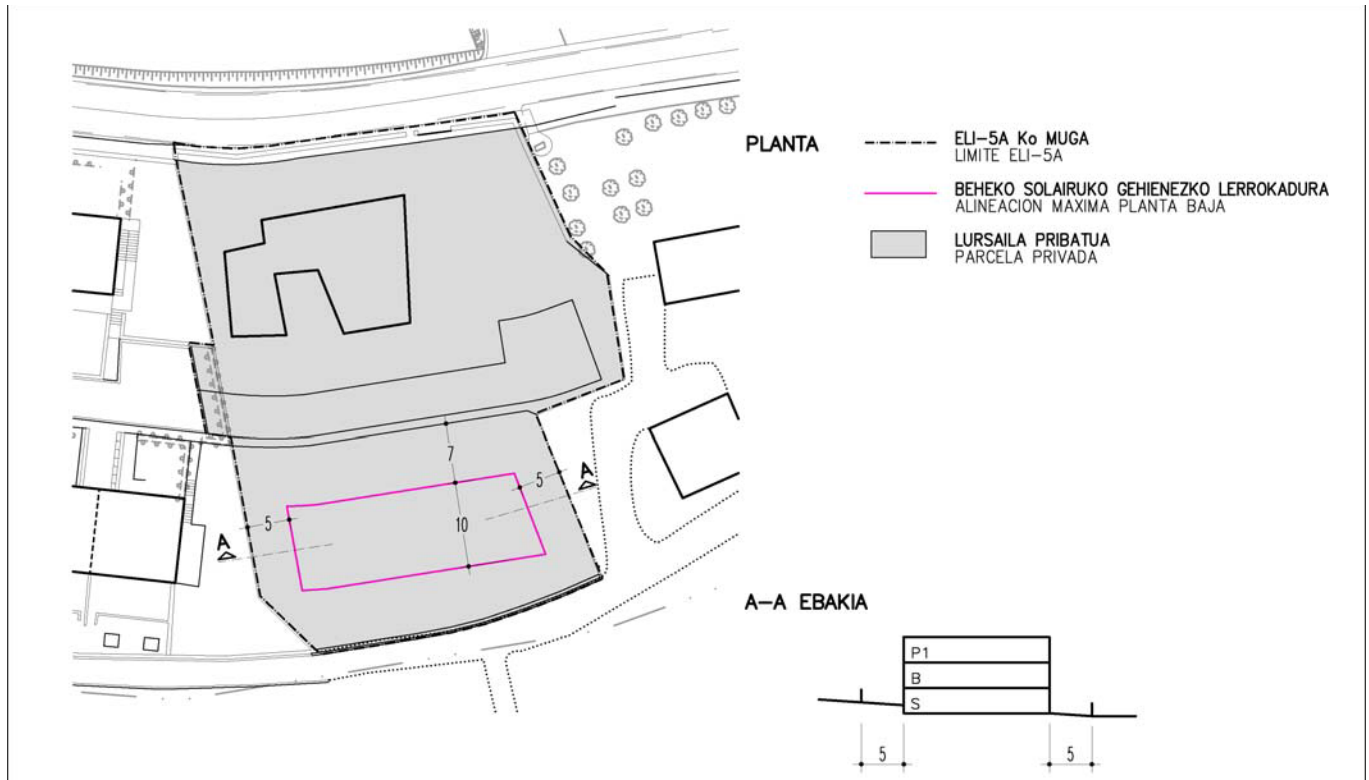 PLANTA
ELI-5A Ko MUGA
LIMITE ELI-5A
BEHEKO SOLAIRUKO GEHIENEZKO LERROKADURA
ALINEACION MAXIMA PLANTA BAJA
LURSAILA PRIBATUA
PARCELA PRIVADA
7
5
A
5
10
A
A-A EBAKIA
P1
B
S
5
5